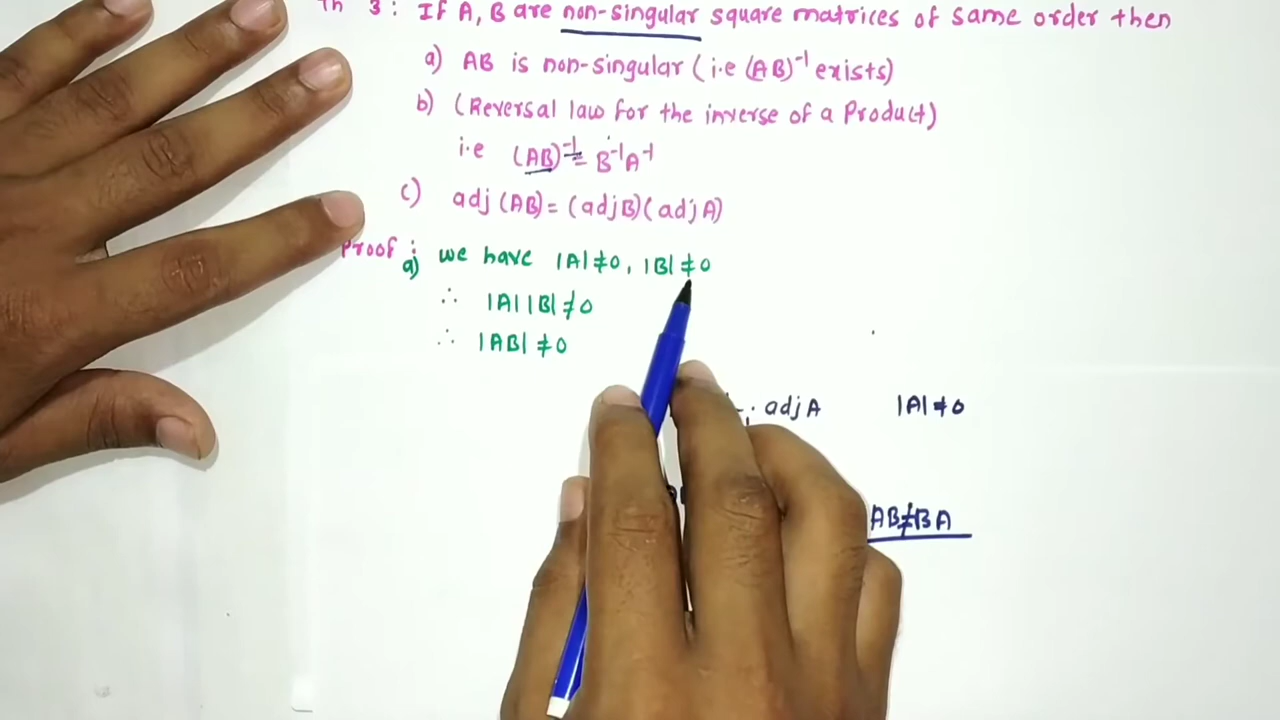 Th 3: If A, B are non-singular square matrices of same order then
a) AB is non-singular (i.e (AB)⁻¹ exists)
b) (Reversal law for the inverse of a Product)
i.e (AB)⁻¹ = B⁻¹A⁻¹
c) adj (AB) = (adj B) (adj A)
Proof :
a) we have |A| ≠ 0, |B| ≠ 0
∴ |A| |B| ≠ 0
∴ |AB| ≠ 0
. adj A |A| ≠ 0
AB ≠ BA